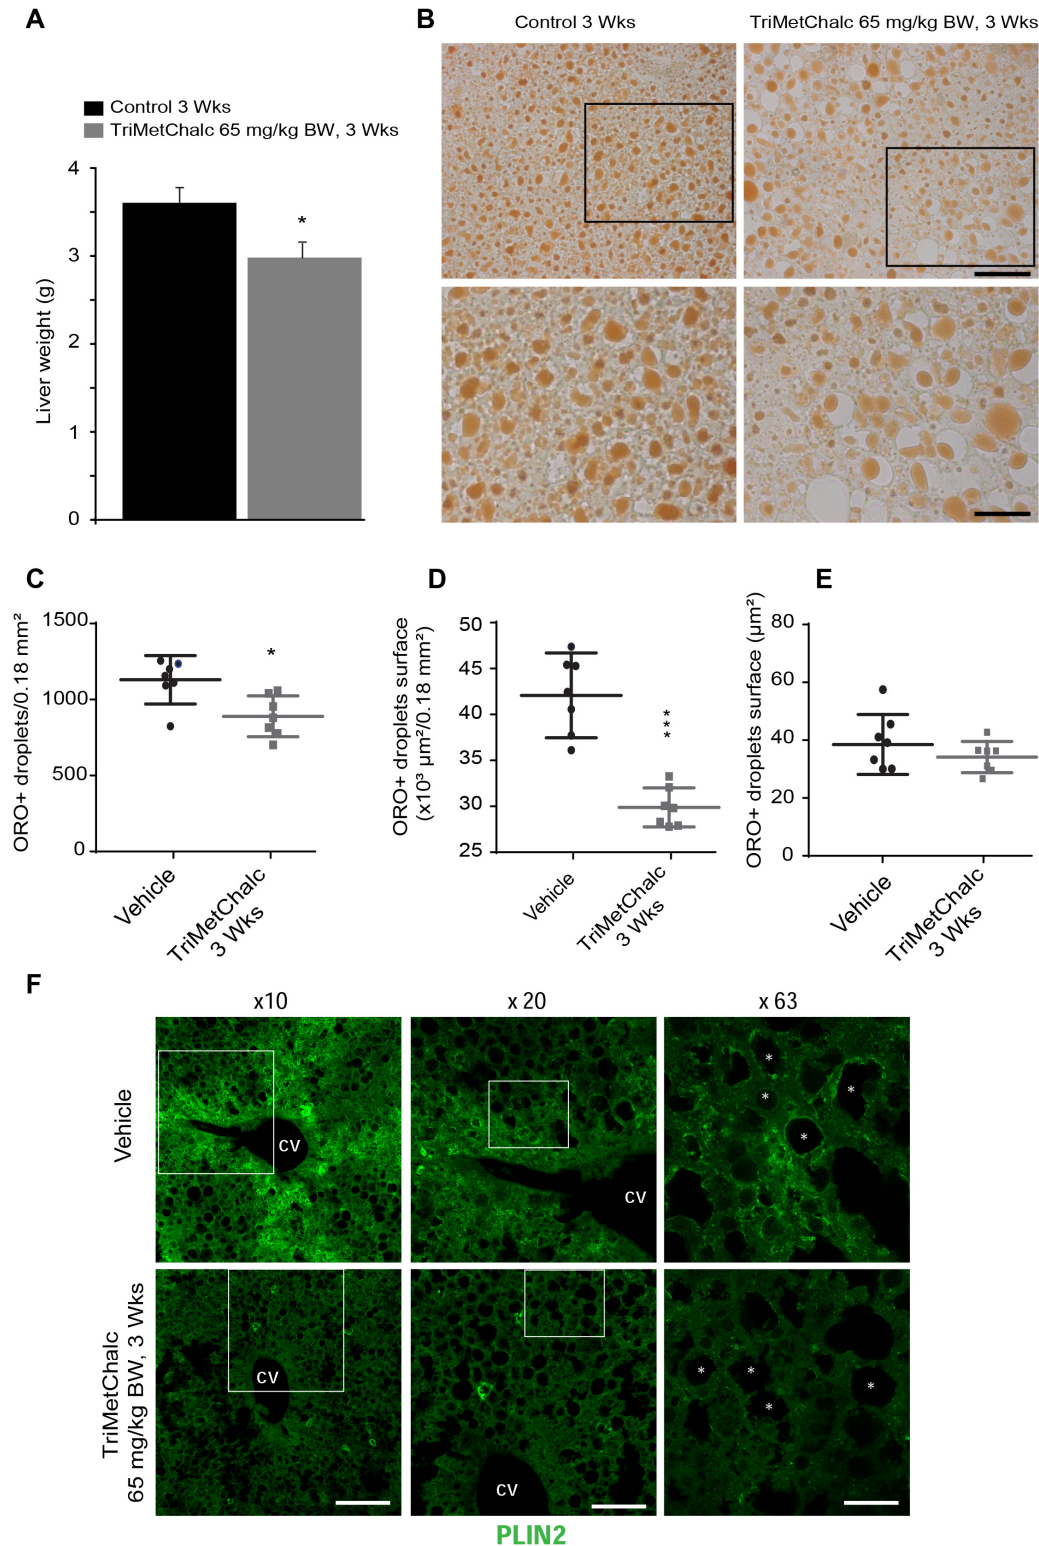 A
Control 3 Wks
TriMetChalc 65 mg/kg BW, 3 Wks
4
3
2
1
0
Liver weight (g)
*
B
Control 3 Wks
TriMetChalc 65 mg/kg BW, 3 Wks
C
ORO+ droplets/0.18 mm²
1500
1000
500
0
*
Vehicle
TriMetChalc
3 Wks
D
ORO+ droplets surface
(x10³ µm²/0.18 mm²)
50
45
40
35
30
25
***
Vehicle
TriMetChalc
3 Wks
E
ORO+ droplets surface (µm²)
80
60
40
20
0
Vehicle
TriMetChalc
3 Wks
F
x10
x 20
x 63
Vehicle
CV
CV
*
*
*
*
TriMetChalc
65 mg/kg BW, 3 Wks
CV
CV
*
*
*
*
PLIN2